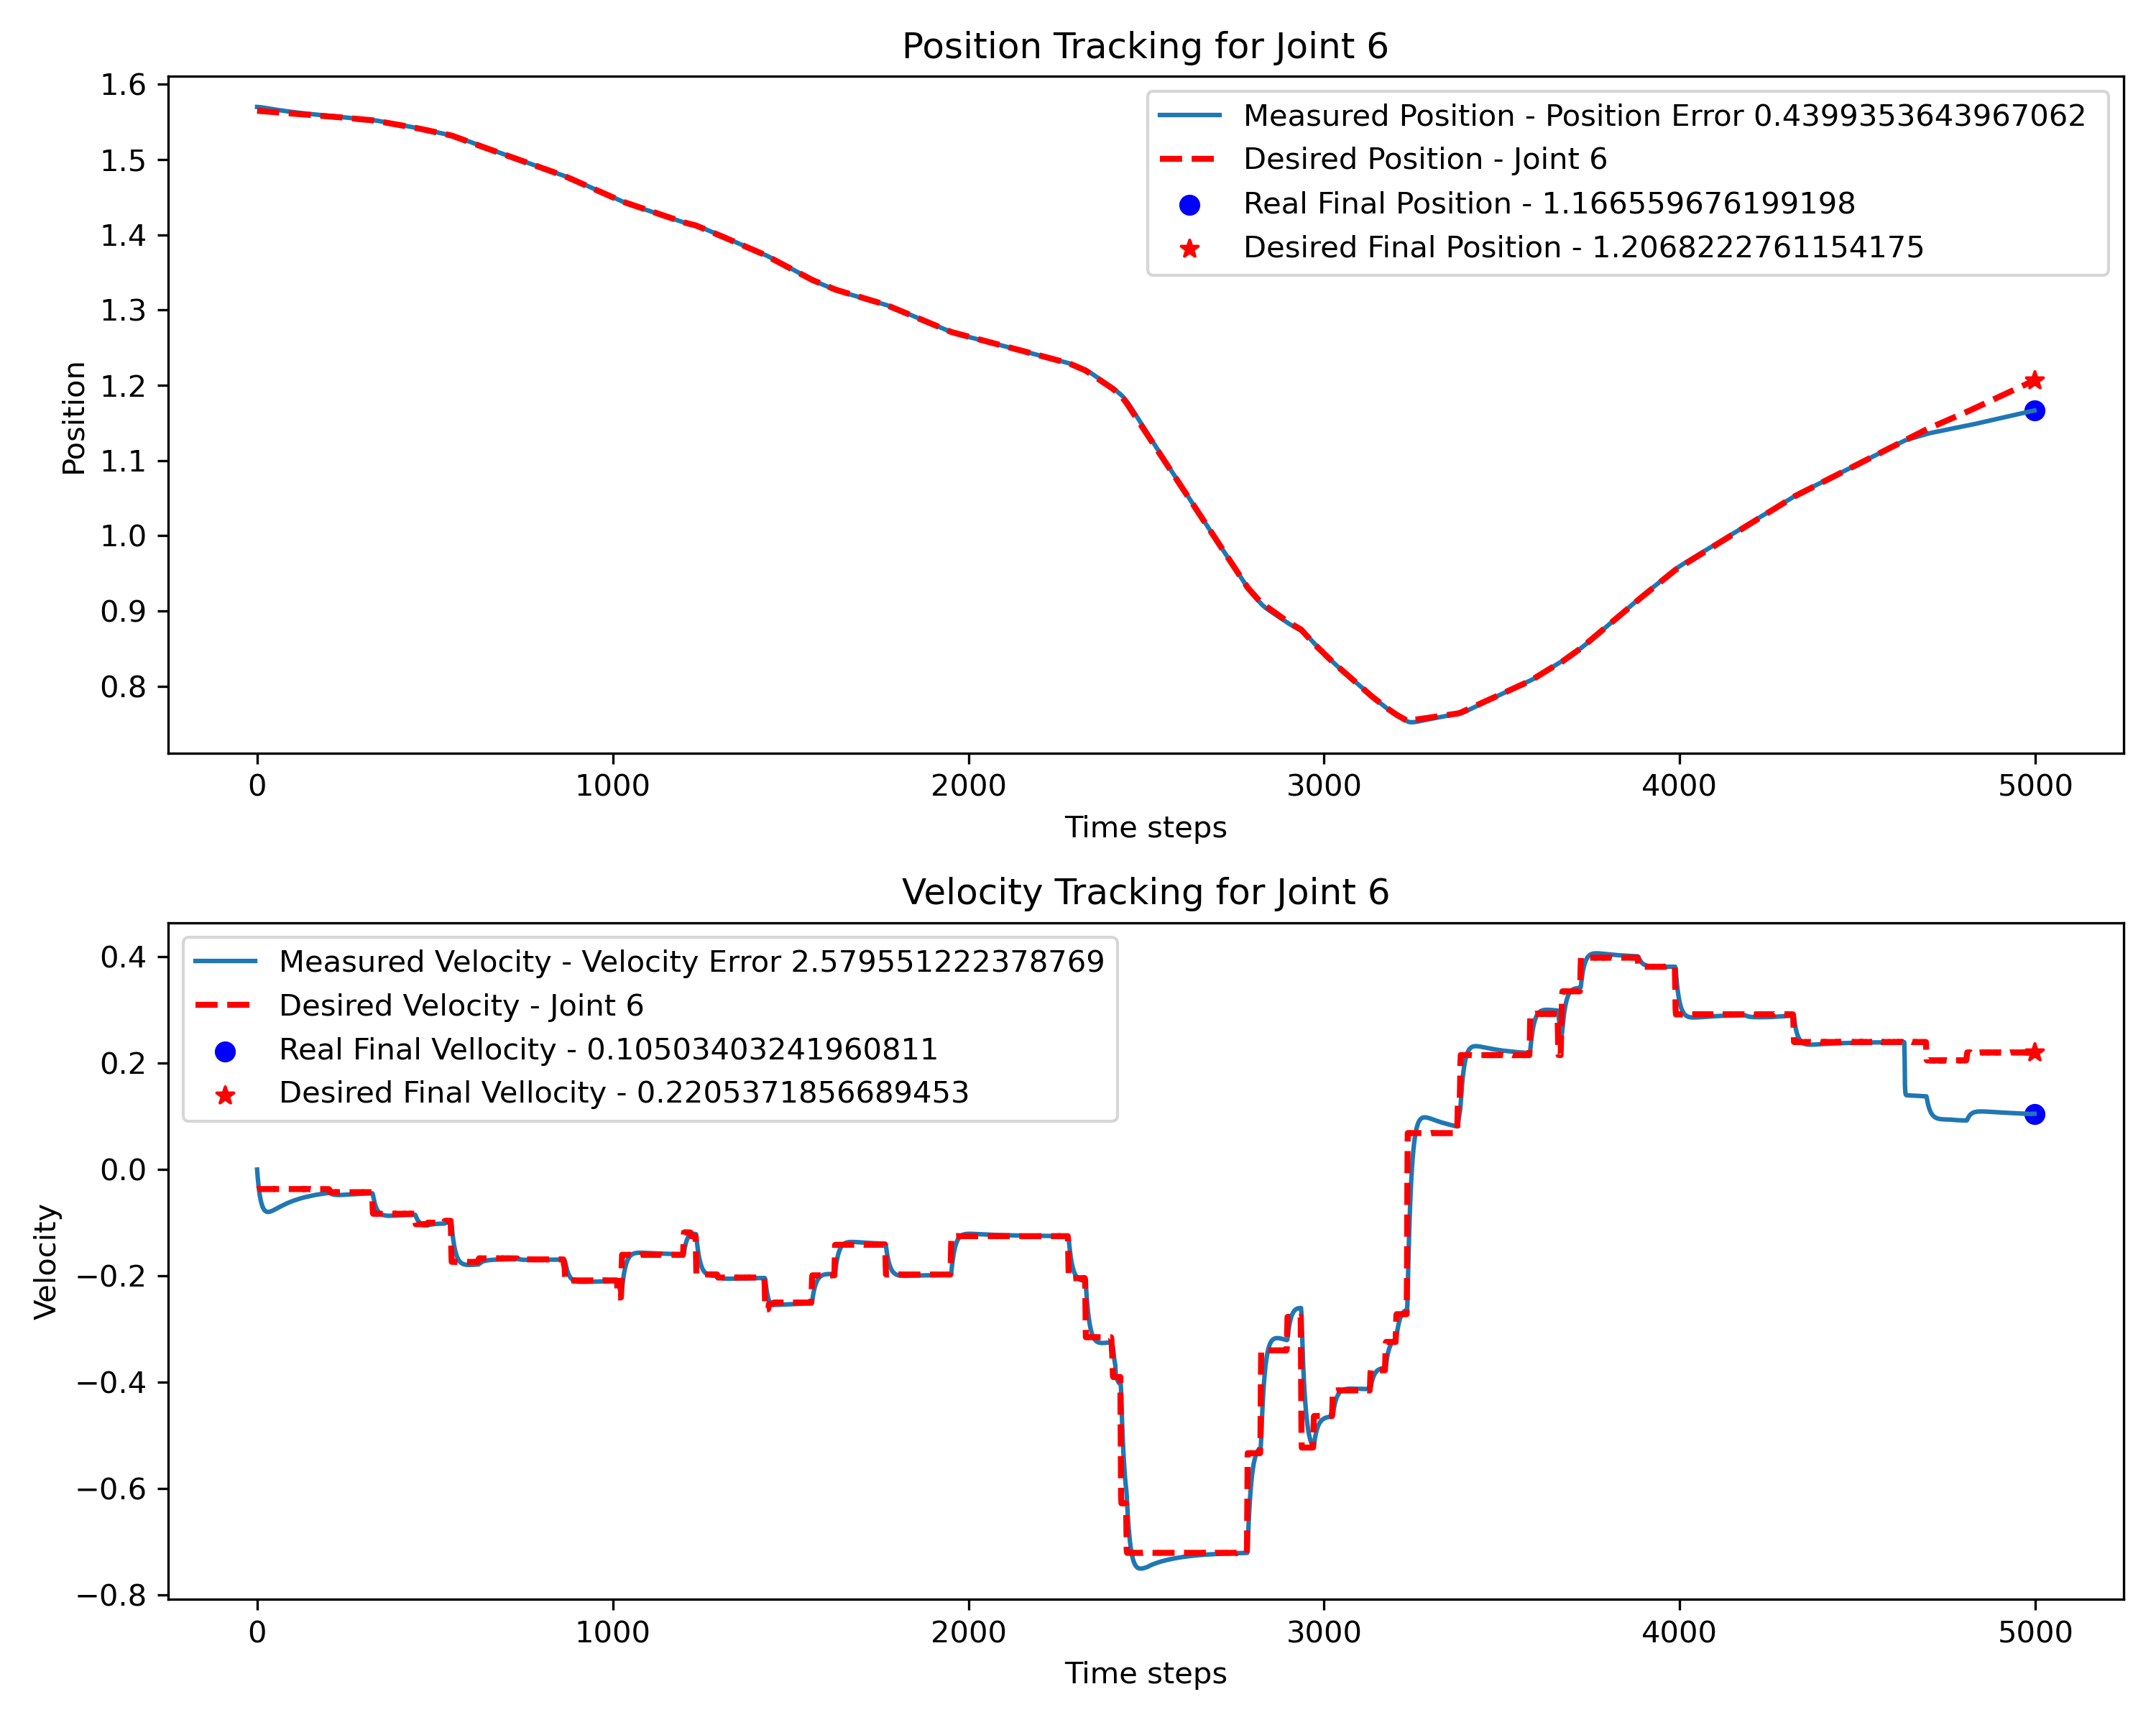 Position Tracking for Joint 6
1.6
1.5
1.4
1.3
1.2
1.1
1.0
0.9
0.8
Position
Measured Position - Position Error 0.4399353643967062
Desired Position - Joint 6
Real Final Position - 1.166559676199198
Desired Final Position - 1.2068222761154175
0 1000 2000 3000 4000 5000
Time steps
Velocity Tracking for Joint 6
0.4
0.2
0.0
−0.2
−0.4
−0.6
−0.8
Velocity
Measured Velocity - Velocity Error 2.579551222378769
Desired Velocity - Joint 6
Real Final Vellocity - 0.10503403241960811
Desired Final Vellocity - 0.2205371856689453
0 1000 2000 3000 4000 5000
Time steps